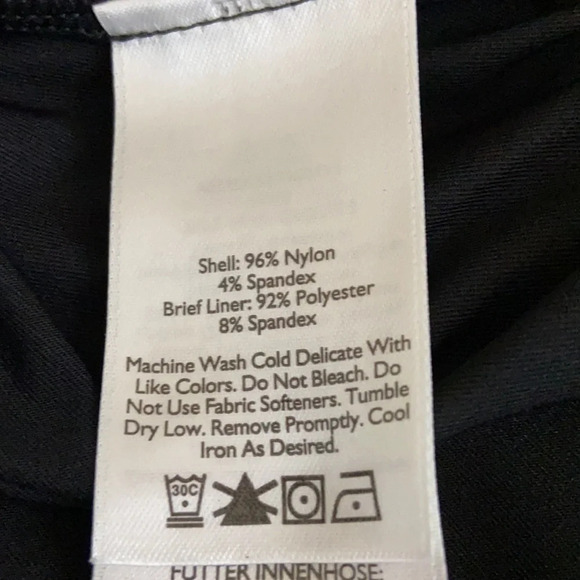 Shell: 96% Nylon
4% Spandex
Brief Liner: 92% Polyester
8% Spandex
Machine Wash Cold Delicate With
Like Colors. Do Not Bleach. Do
Not Use Fabric Softeners. Tumble
Dry Low. Remove Promptly. Cool
Iron As Desired.
30C
FUTTER INNENHOSE: